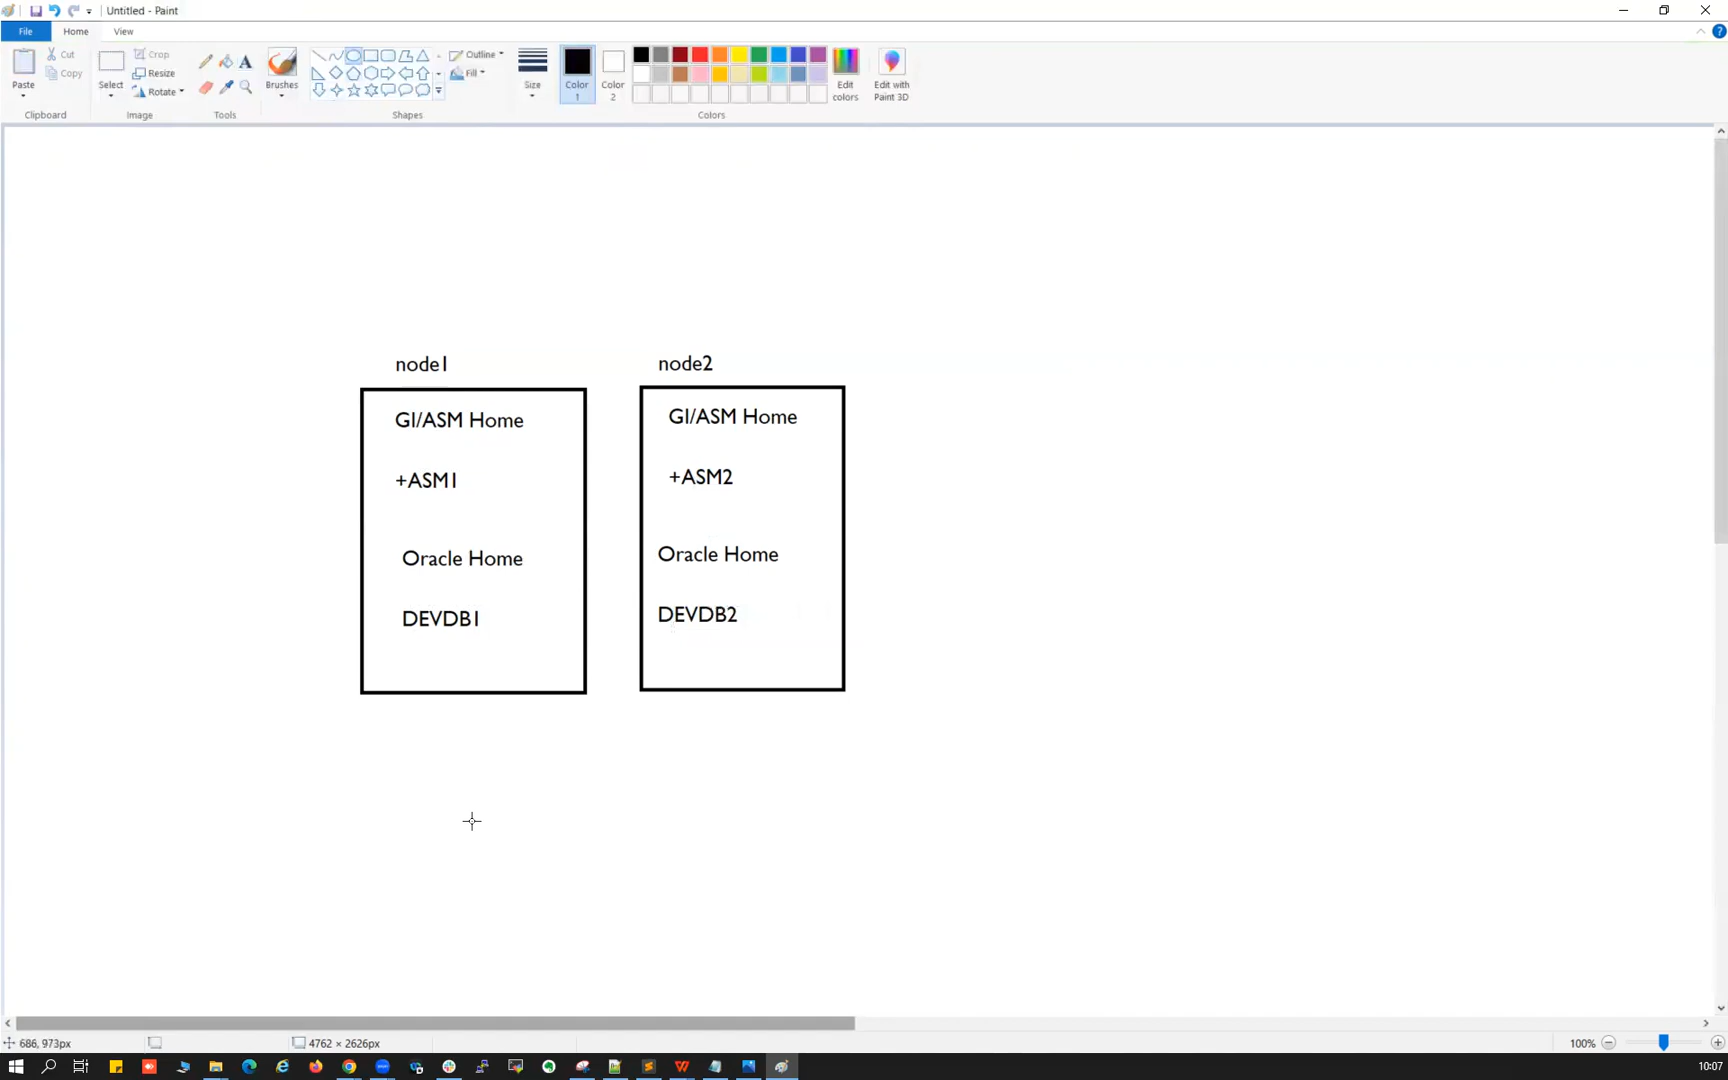 Untitled - Paint
File Home View
Paste
Cut
Copy
Clipboard
Select
Crop
Resize
Rotate
Image
A
Tools
Brushes
Outline
Fill
Shapes
Size
Color 1
Color 2
Edit colors
Colors
Edit with Paint 3D
node1
GI/ASM Home
+ASM1
Oracle Home
DEVDB1
node2
GI/ASM Home
+ASM2
Oracle Home
DEVDB2
686, 973px
4762 × 2626px
100%
10:07